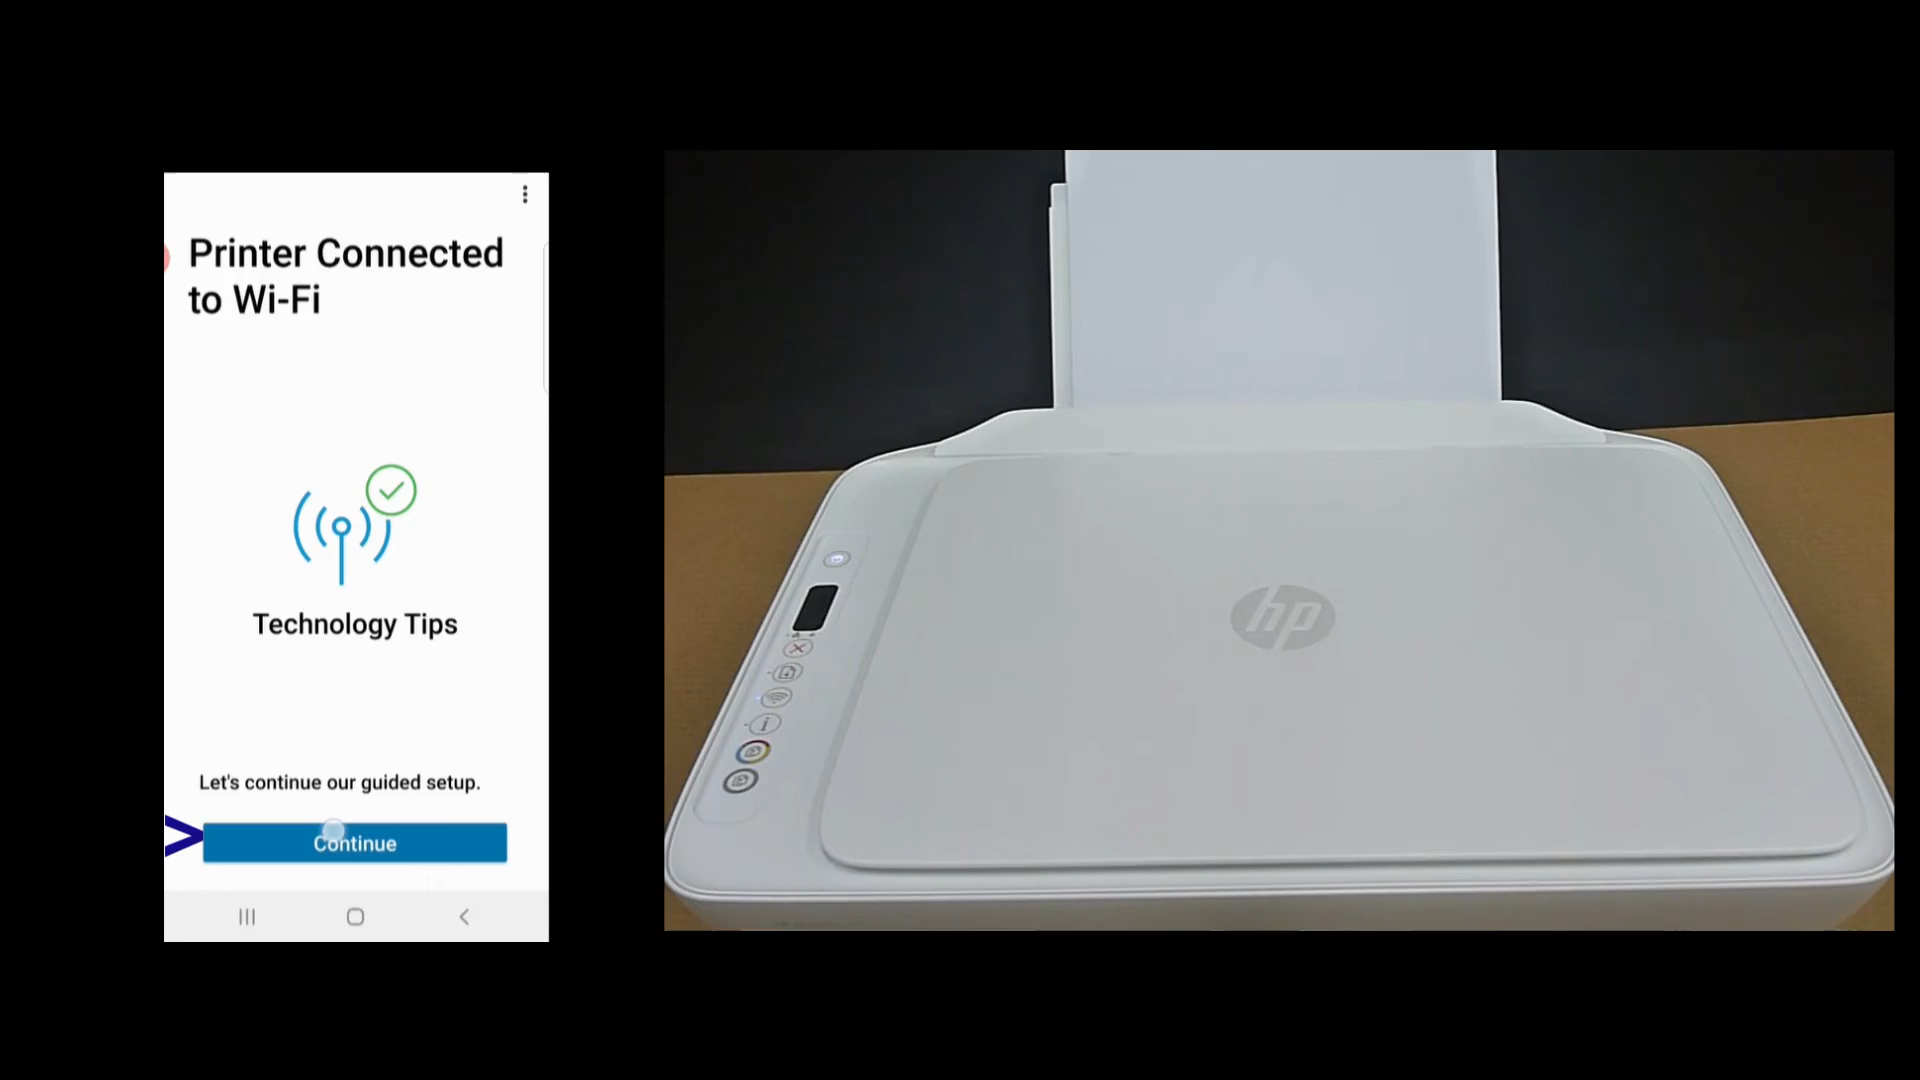 Printer Connected
to Wi-Fi
Technology Tips
Let's continue our guided setup.
> Continue
hp
i